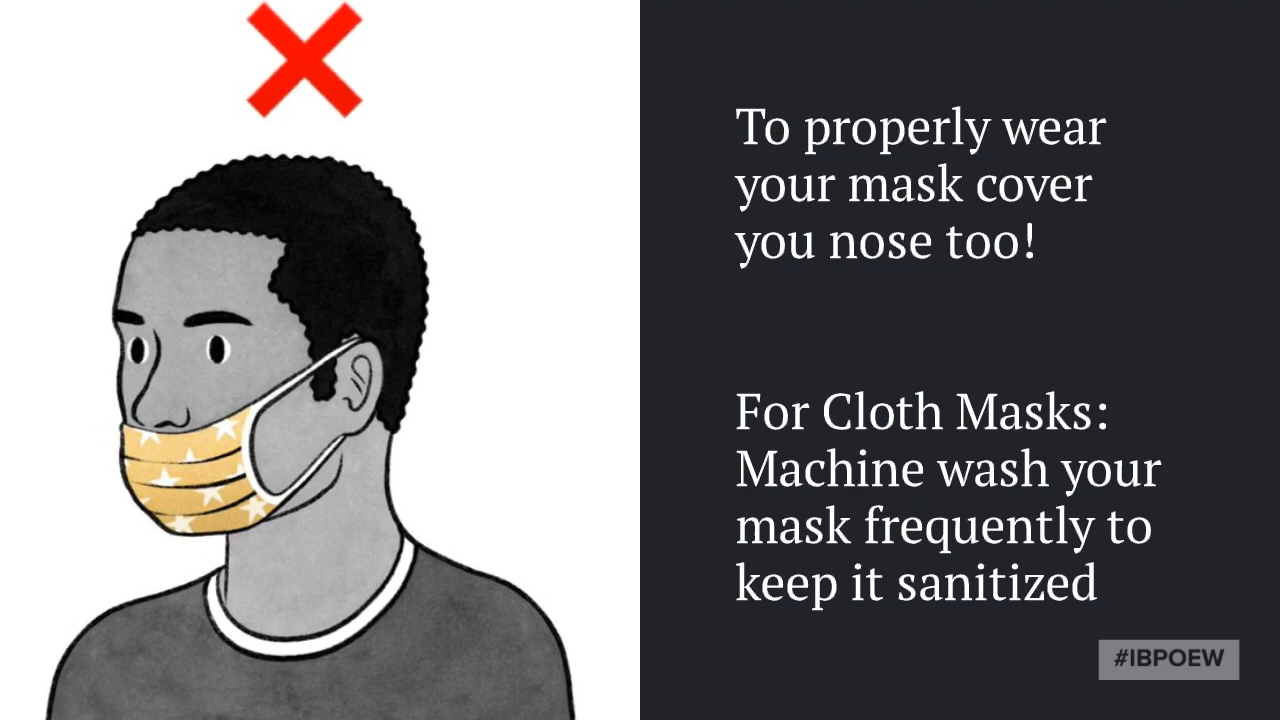 To properly wear
your mask cover
you nose too!
For Cloth Masks:
Machine wash your
mask frequently to
keep it sanitized
#IBPOEW